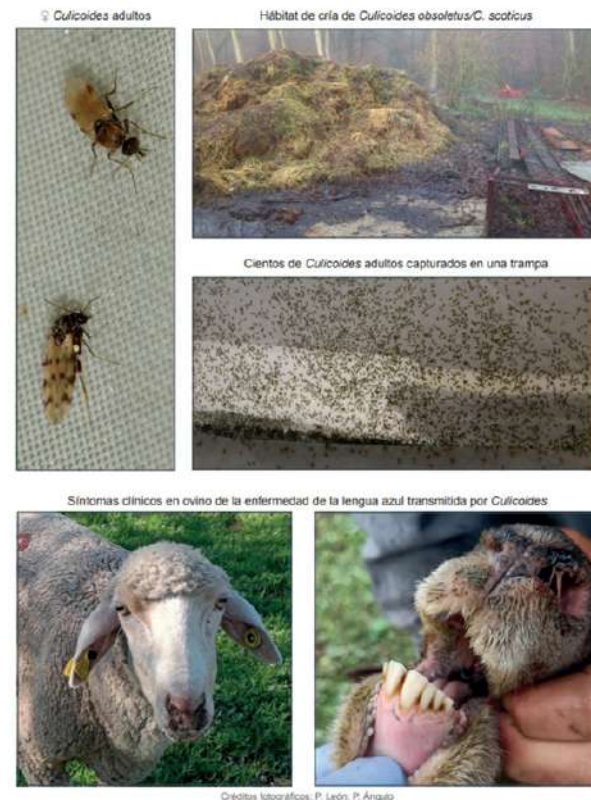 ♀ Culicoides adultos
Hábitat de cría de Culicoides obsoletus/C. scoticus
Cientos de Culicoides adultos capturados en una trampa
Síntomas clínicos en ovino de la enfermedad de la lengua azul transmitida por Culicoides
Créditos fotográficos: P. León; P. Ángulo